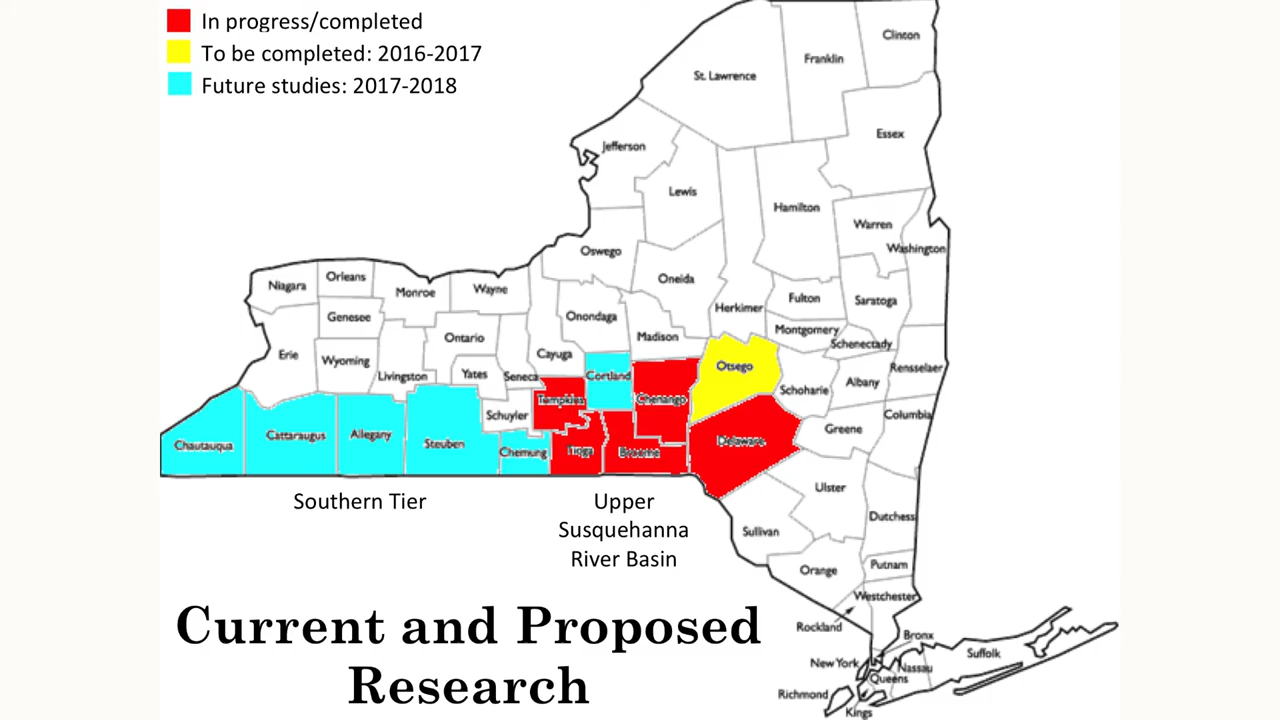 In progress/completed
To be completed: 2016-2017
Future studies: 2017-2018
Clinton
Franklin
St. Lawrence
Essex
Jefferson
Lewis
Hamilton
Warren
Washington
Oswego
Oneida
Herkimer
Fulton
Saratoga
Niagara
Orleans
Monroe
Wayne
Genesee
Onondaga
Madison
Montgomery
Schenectady
Ontario
Erie
Wyoming
Livingston
Yates
Seneca
Cayuga
Cortland
Otsego
Schoharie
Albany
Rensselaer
Tompkins
Chenango
Schuyler
Columbia
Greene
Chautauqua
Cattaraugus
Allegany
Steuben
Chemung
Tioga
Broome
Delaware
Ulster
Dutchess
Sullivan
Orange
Putnam
Westchester
Rockland
Bronx
New York
Nassau
Suffolk
Queens
Richmond
Kings
Southern Tier
Upper
Susquehanna
River Basin
Current and Proposed
Research